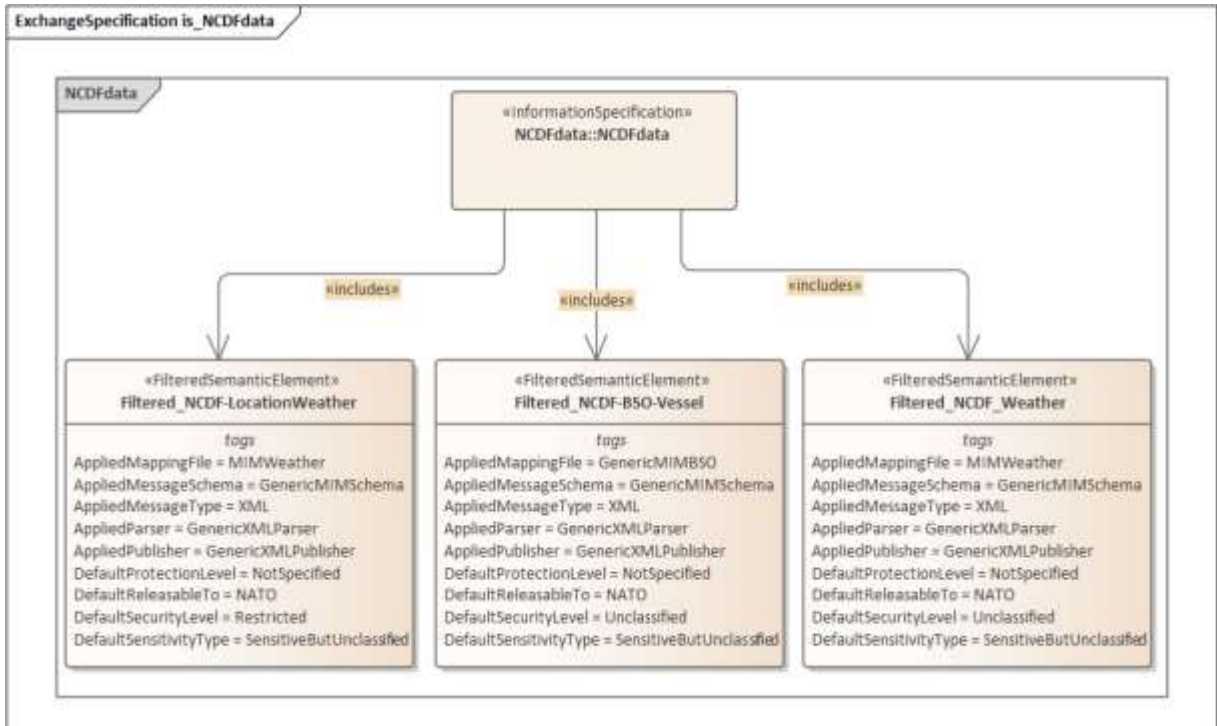 ExchangeSpecification is_NCDFdata
NCDFdata
«InformationSpecification»
NCDFdata::NCDFdata
«includes»
«includes»
«includes»
«FilteredSemanticElement»
Filtered_NCDF-LocationWeather
tags
AppliedMappingFile = MIMWeather
AppliedMessageSchema = GenericMIMSchema
AppliedMessageType = XML
AppliedParser = GenericXMLParser
AppliedPublisher = GenericXMLPublisher
DefaultProtectionLevel = NotSpecified
DefaultReleasableTo = NATO
DefaultSecurityLevel = Restricted
DefaultSensitivityType = SensitiveButUnclassified
«FilteredSemanticElement»
Filtered_NCDF-BSO-Vessel
tags
AppliedMappingFile = GenericMIMBSO
AppliedMessageSchema = GenericMIMSchema
AppliedMessageType = XML
AppliedParser = GenericXMLParser
AppliedPublisher = GenericXMLPublisher
DefaultProtectionLevel = NotSpecified
DefaultReleasableTo = NATO
DefaultSecurityLevel = Unclassified
DefaultSensitivityType = SensitiveButUnclassified
«FilteredSemanticElement»
Filtered_NCDF_Weather
tags
AppliedMappingFile = MIMWeather
AppliedMessageSchema = GenericMIMSchema
AppliedMessageType = XML
AppliedParser = GenericXMLParser
AppliedPublisher = GenericXMLPublisher
DefaultProtectionLevel = NotSpecified
DefaultReleasableTo = NATO
DefaultSecurityLevel = Unclassified
DefaultSensitivityType = SensitiveButUnclassified